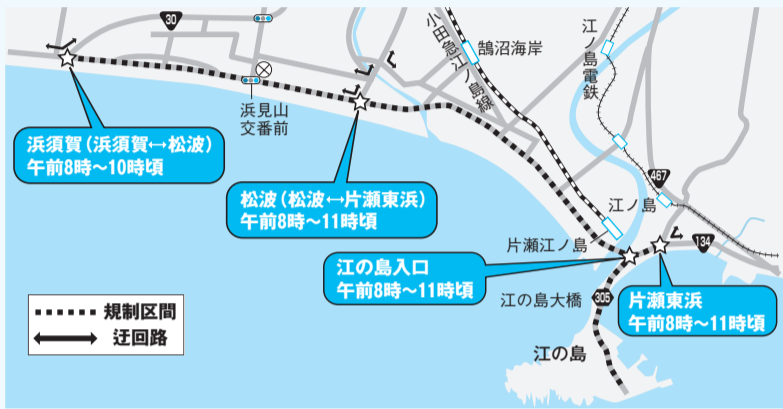 30
小田急江ノ島線
鵠沼海岸
江ノ島電鉄
浜見山
交番前
浜須賀(浜須賀↔松波)
午前8時〜10時頃
松波(松波↔片瀬東浜)
午前8時〜11時頃
467
江ノ島
片瀬江ノ島
134
江の島入口
午前8時〜11時頃
江の島大橋
305
片瀬東浜
午前8時〜11時頃
江の島
規制区間
迂回路